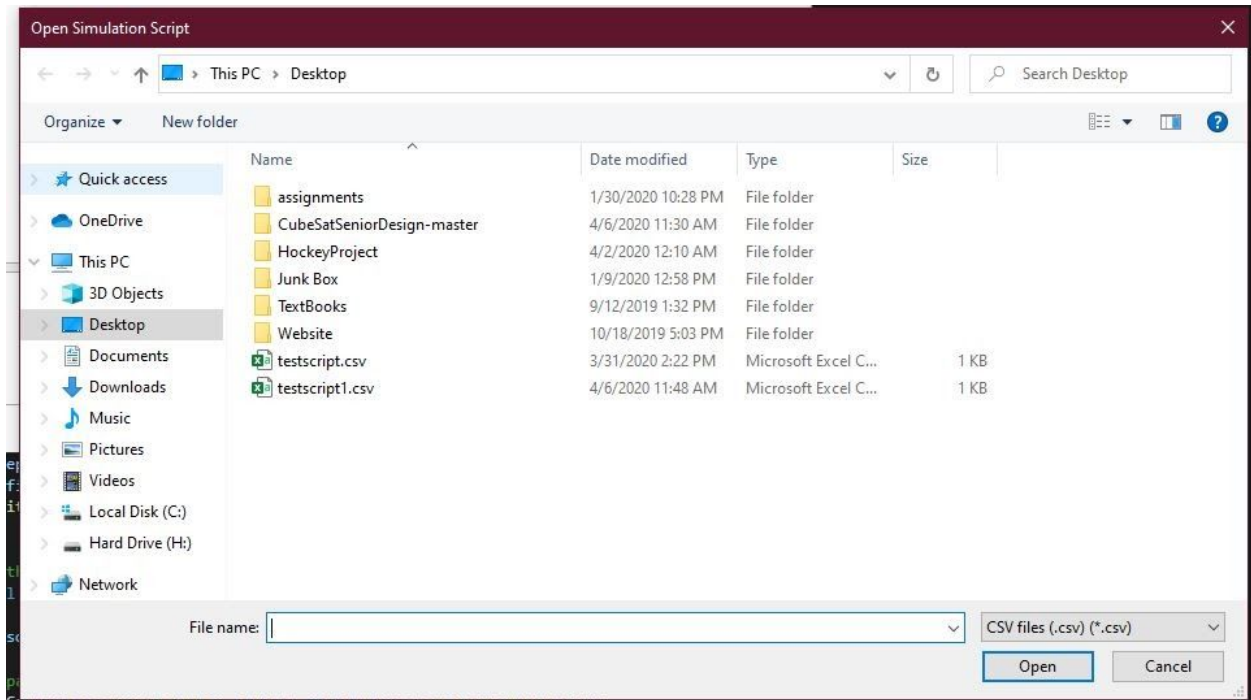 Open Simulation Script
This PC > Desktop
Search Desktop
Organize
New folder
Name Date modified Type Size
Quick access
OneDrive
This PC
3D Objects
Desktop
Documents
Downloads
Music
Pictures
Videos
Local Disk (C:)
Hard Drive (H:)
Network
assignments 1/30/2020 10:28 PM File folder
CubeSatSeniorDesign-master 4/6/2020 11:30 AM File folder
HockeyProject 4/2/2020 12:10 AM File folder
Junk Box 1/9/2020 12:58 PM File folder
TextBooks 9/12/2019 1:32 PM File folder
Website 10/18/2019 5:03 PM File folder
testscript.csv 3/31/2020 2:22 PM Microsoft Excel C... 1 KB
testscript1.csv 4/6/2020 11:48 AM Microsoft Excel C... 1 KB
File name:
CSV files (.csv) (*.csv)
Open
Cancel